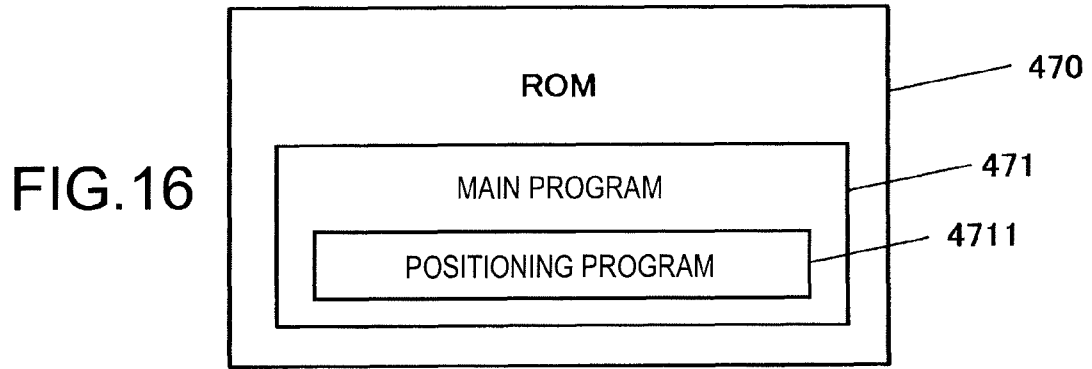 FIG.16
ROM
470
MAIN PROGRAM
471
POSITIONING PROGRAM
4711